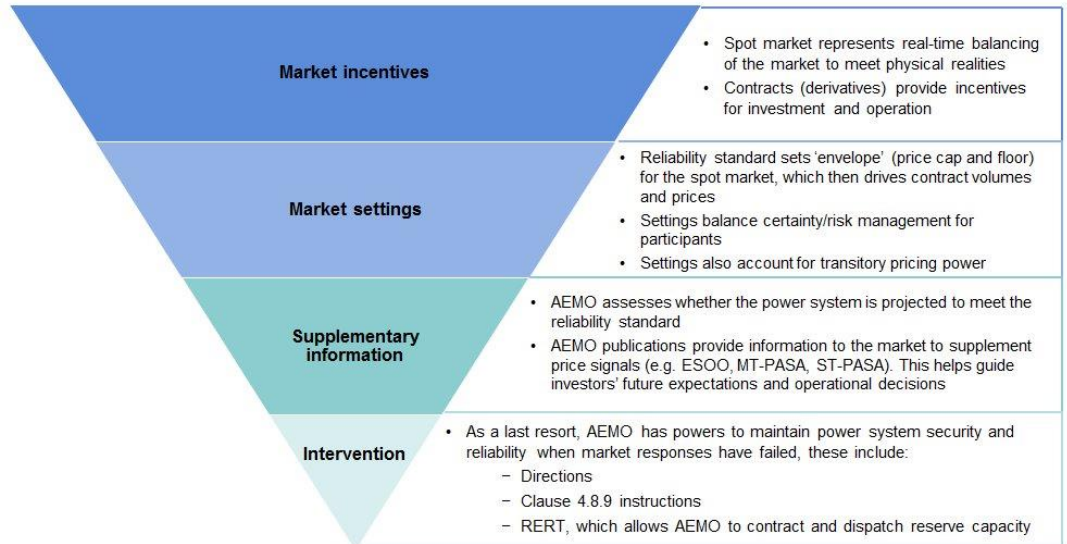 Market incentives
• Spot market represents real-time balancing
of the market to meet physical realities
• Contracts (derivatives) provide incentives
for investment and operation
Market settings
• Reliability standard sets ‘envelope’ (price cap and floor)
for the spot market, which then drives contract volumes
and prices
• Settings balance certainty/risk management for
participants
• Settings also account for transitory pricing power
Supplementary
information
• AEMO assesses whether the power system is projected to meet the
reliability standard
• AEMO publications provide information to the market to supplement
price signals (e.g. ESOO, MT-PASA, ST-PASA). This helps guide
investors’ future expectations and operational decisions
Intervention
• As a last resort, AEMO has powers to maintain power system security and
reliability when market responses have failed, these include:
− Directions
− Clause 4.8.9 instructions
− RERT, which allows AEMO to contract and dispatch reserve capacity